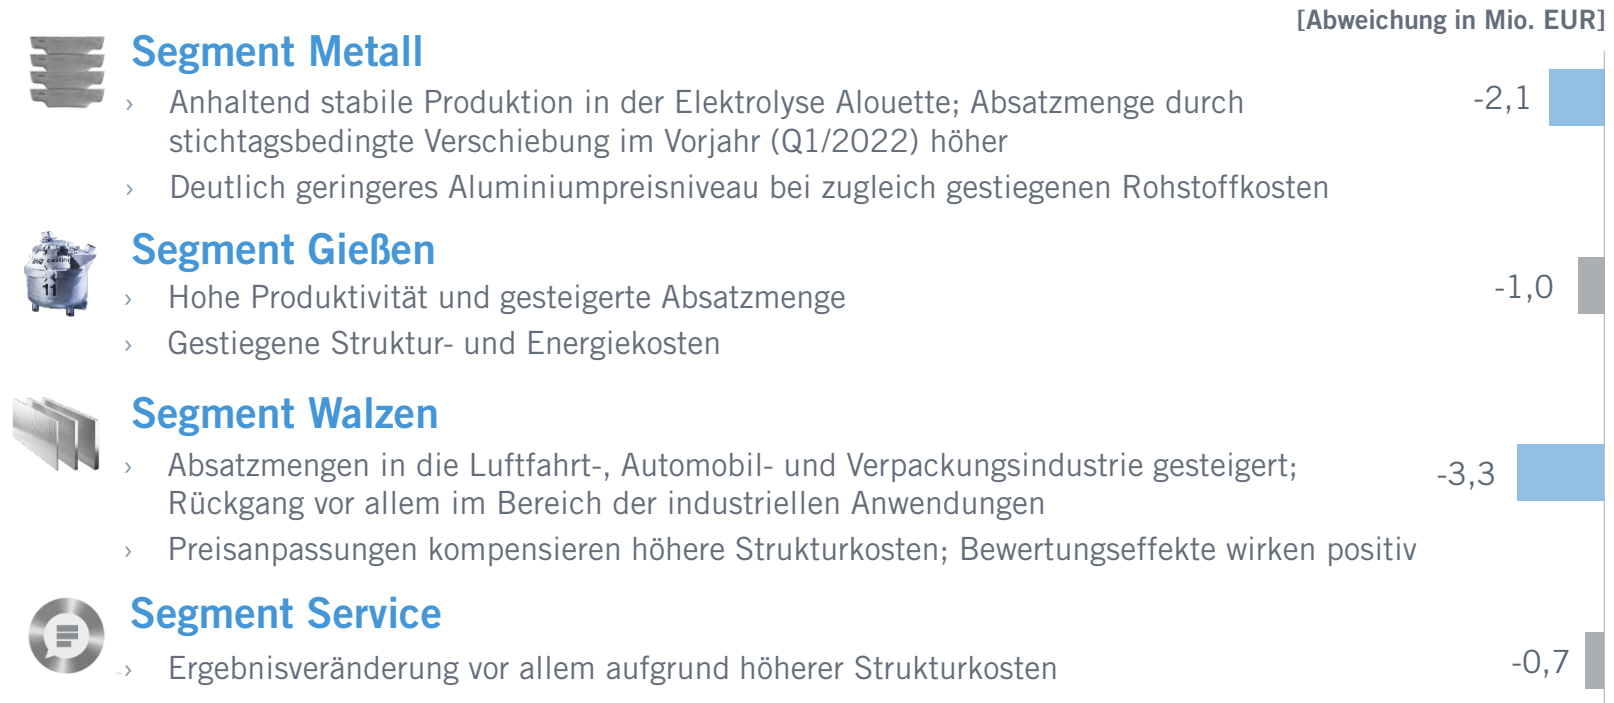 [Abweichung in Mio. EUR]
Segment Metall
› Anhaltend stabile Produktion in der Elektrolyse Alouette; Absatzmenge durch
stichtagsbedingte Verschiebung im Vorjahr (Q1/2022) höher
-2,1
› Deutlich geringeres Aluminiumpreisniveau bei zugleich gestiegenen Rohstoffkosten
Segment Gießen
11
› Hohe Produktivität und gesteigerte Absatzmenge
-1,0
› Gestiegene Struktur- und Energiekosten
Segment Walzen
› Absatzmengen in die Luftfahrt-, Automobil- und Verpackungsindustrie gesteigert;
Rückgang vor allem im Bereich der industriellen Anwendungen
-3,3
› Preisanpassungen kompensieren höhere Strukturkosten; Bewertungseffekte wirken positiv
Segment Service
› Ergebnisveränderung vor allem aufgrund höherer Strukturkosten
-0,7